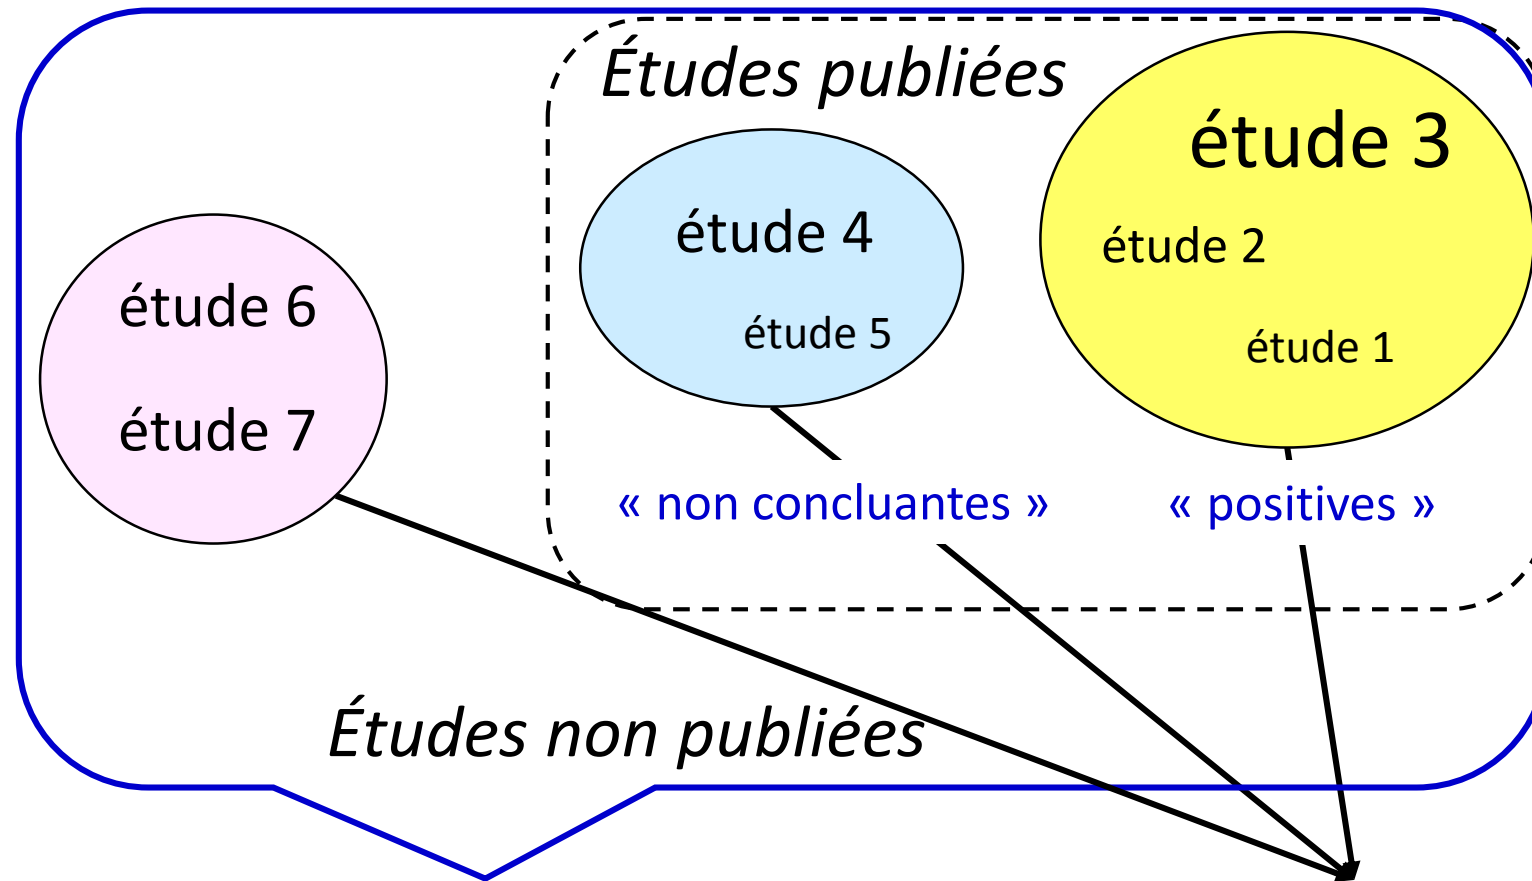 Études publiées
étude 3
étude 4
étude 2
étude 5
étude 1
étude 6
étude 7
« non concluantes »
« positives »
Études non publiées